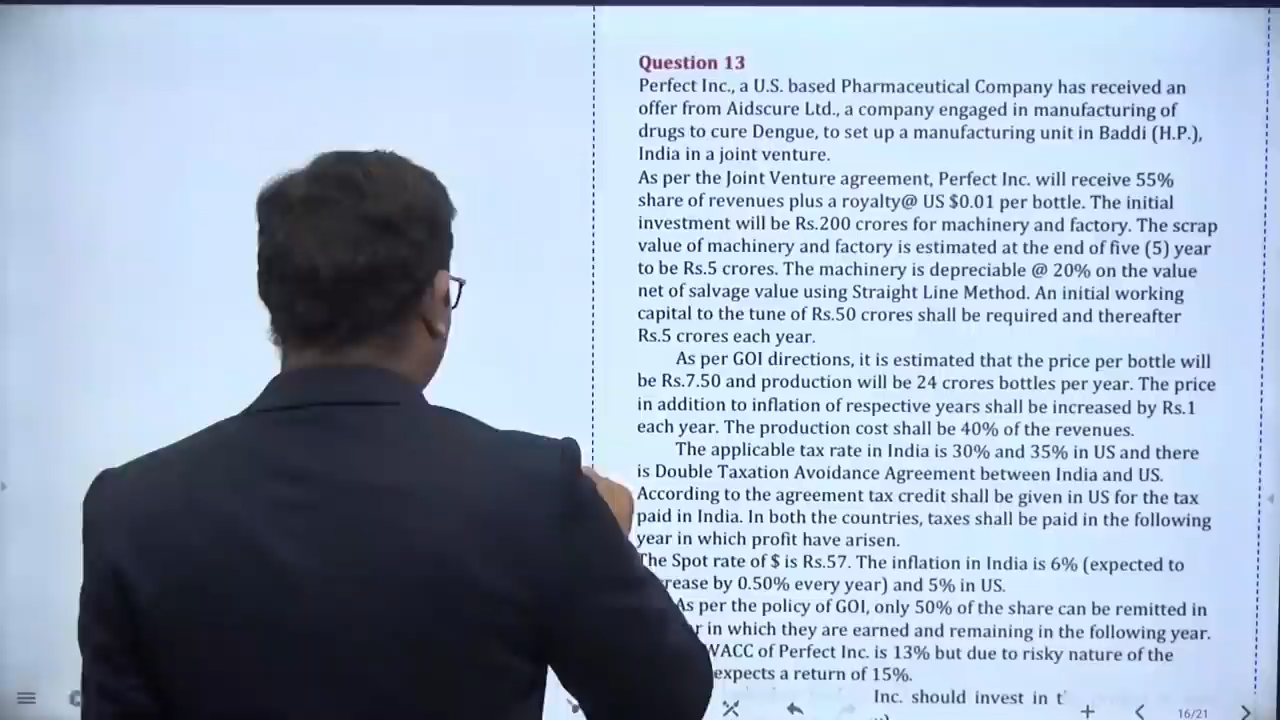 Question 13
Perfect Inc., a U.S. based Pharmaceutical Company has received an
offer from Aidscure Ltd., a company engaged in manufacturing of
drugs to cure Dengue, to set up a manufacturing unit in Baddi (H.P.),
India in a joint venture.
As per the Joint Venture agreement, Perfect Inc. will receive 55%
share of revenues plus a royalty@ US $0.01 per bottle. The initial
investment will be Rs.200 crores for machinery and factory. The scrap
value of machinery and factory is estimated at the end of five (5) year
to be Rs.5 crores. The machinery is depreciable @ 20% on the value
net of salvage value using Straight Line Method. An initial working
capital to the tune of Rs.50 crores shall be required and thereafter
Rs.5 crores each year.
As per GOI directions, it is estimated that the price per bottle will
be Rs.7.50 and production will be 24 crores bottles per year. The price
in addition to inflation of respective years shall be increased by Rs.1
each year. The production cost shall be 40% of the revenues.
The applicable tax rate in India is 30% and 35% in US and there
is Double Taxation Avoidance Agreement between India and US.
According to the agreement tax credit shall be given in US for the tax
paid in India. In both the countries, taxes shall be paid in the following
year in which profit have arisen.
The Spot rate of $ is Rs.57. The inflation in India is 6% (expected to
by 0.50% every year) and 5% in US.
As per the policy of GOI, only 50% of the share can be remitted in
in which they are earned and remaining in the following year.
WACC of Perfect Inc. is 13% but due to risky nature of the
expects a return of 15%.
Inc. should invest in
16/21